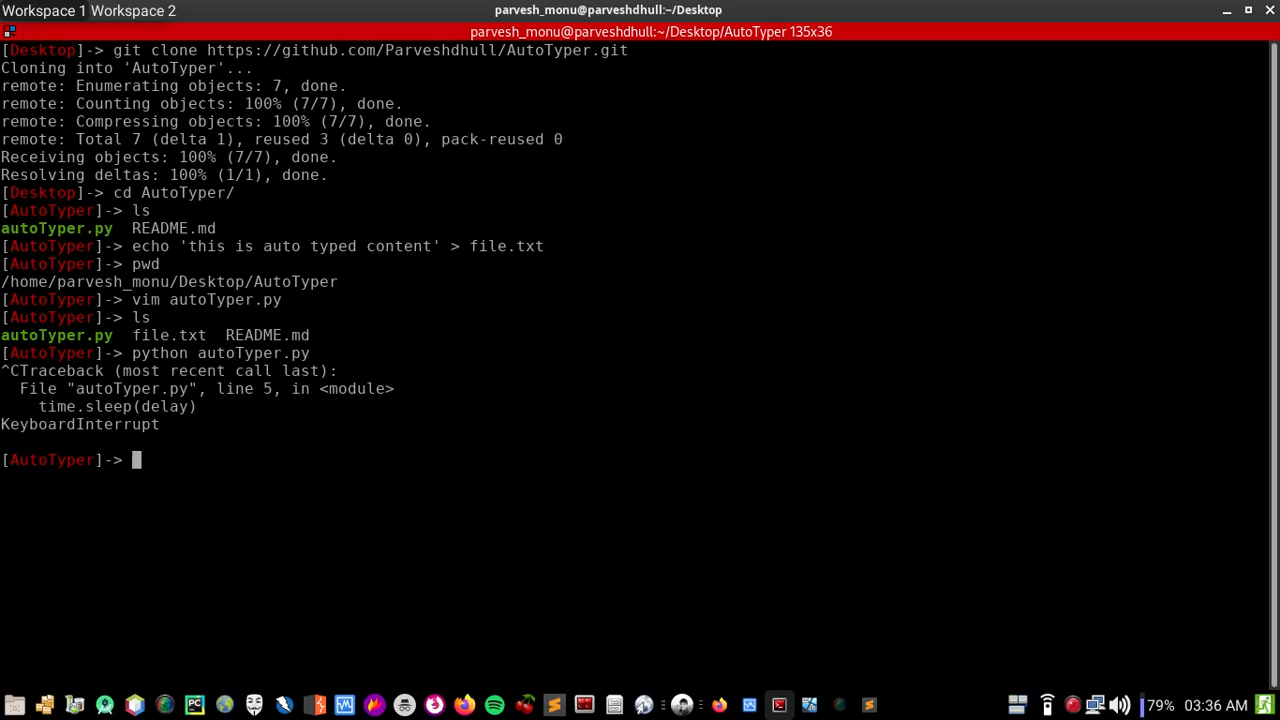 Workspace 1 Workspace 2 parvesh_monu@parveshdhull:~/Desktop
parvesh_monu@parveshdhull:~/Desktop/AutoTyper 135x36
[Desktop]-> git clone https://github.com/Parveshdhull/AutoTyper.git
Cloning into 'AutoTyper'...
remote: Enumerating objects: 7, done.
remote: Counting objects: 100% (7/7), done.
remote: Compressing objects: 100% (7/7), done.
remote: Total 7 (delta 1), reused 3 (delta 0), pack-reused 0
Receiving objects: 100% (7/7), done.
Resolving deltas: 100% (1/1), done.
[Desktop]-> cd AutoTyper/
[AutoTyper]-> ls
autoTyper.py  README.md
[AutoTyper]-> echo 'this is auto typed content' > file.txt
[AutoTyper]-> pwd
/home/parvesh_monu/Desktop/AutoTyper
[AutoTyper]-> vim autoTyper.py
[AutoTyper]-> ls
autoTyper.py  file.txt  README.md
[AutoTyper]-> python autoTyper.py
^CTraceback (most recent call last):
  File "autoTyper.py", line 5, in <module>
    time.sleep(delay)
KeyboardInterrupt
[AutoTyper]->
PC 79% 03:36 AM